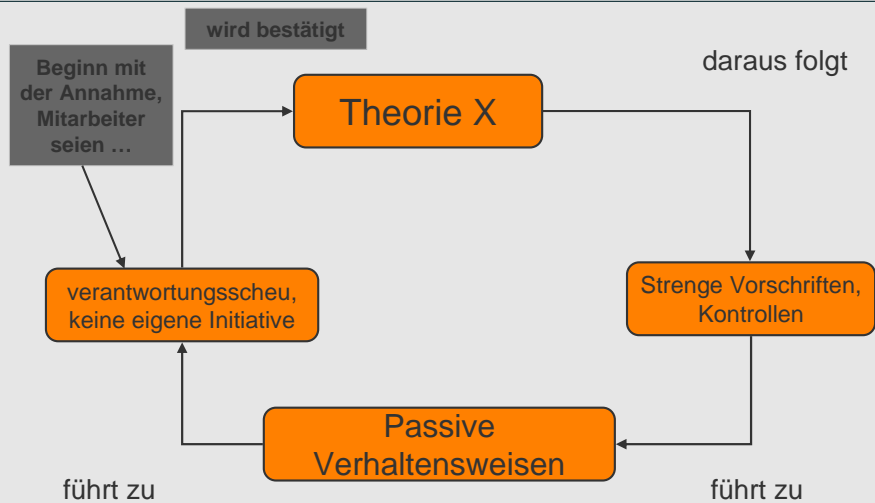 wird bestätigt
Beginn mit
der Annahme,
Mitarbeiter
seien …
daraus folgt
Theorie X
verantwortungsscheu,
keine eigene Initiative
Strenge Vorschriften,
Kontrollen
Passive
Verhaltensweisen
führt zu
führt zu